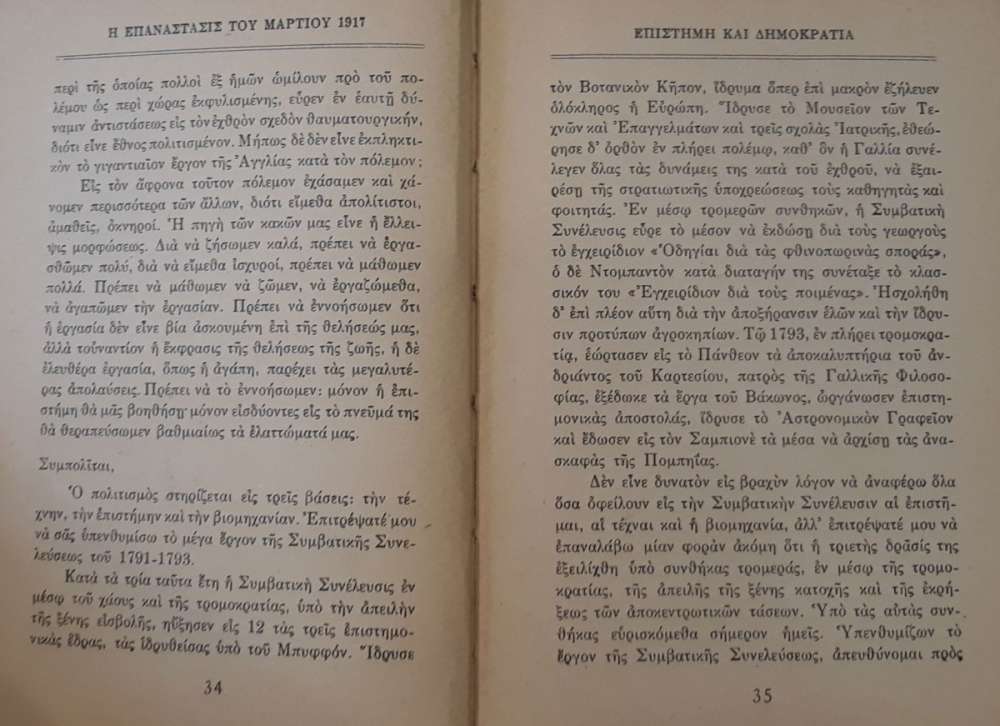 Η ΕΠΑΝΑΣΤΑΣΙΣ ΤΟΥ ΜΑΡΤΙΟΥ 1917
περὶ τῆς ὁποίας πολλοὶ ἐξ ἡμῶν ὡμίλουν πρὸ τοῦ πο-
λέμου ὡς περὶ χώρας ἐκφυλισμένης, εὗρεν ἐν ἑαυτῇ δύ-
ναμιν ἀντιστάσεως εἰς τὸν ἐχθρὸν σχεδὸν θαυματουργικήν,
διότι εἶνε ἔθνος πολιτισμένον. Μήπως δὲ δὲν εἶνε ἐκπληκτι-
κὸν τὸ γιγαντιαῖον ἔργον τῆς Ἀγγλίας κατὰ τὸν πόλεμον;
Εἰς τὸν ἄφρονα τοῦτον πόλεμον ἐχάσαμεν καὶ χά-
νομεν περισσότερα τῶν ἄλλων, διότι εἴμεθα ἀπολίτιστοι,
ἀμαθεῖς, ὀκνηροί. Ἡ πηγὴ τῶν κακῶν μας εἶνε ἡ ἔλλει-
ψις μορφώσεως. Διὰ νὰ ζήσωμεν καλά, πρέπει νὰ ἐργα-
σθῶμεν πολύ, διὰ νὰ εἴμεθα ἰσχυροί, πρέπει νὰ μάθωμεν
πολλά. Πρέπει νὰ μάθωμεν νὰ ζῶμεν, νὰ ἐργαζώμεθα,
νὰ ἀγαπῶμεν τὴν ἐργασίαν. Πρέπει νὰ ἐννοήσωμεν ὅτι
ἡ ἐργασία δὲν εἶνε βία ἀσκουμένη ἐπὶ τῆς θελήσεώς μας,
ἀλλὰ τοὐναντίον ἡ ἔκφρασις τῆς θελήσεως τῆς ζωῆς, ἡ δὲ
ἐλευθέρα ἐργασία, ὅπως ἡ ἀγάπη, παρέχει τὰς μεγαλυτέ-
ρας ἀπολαύσεις. Πρέπει νὰ τὸ ἐννοήσωμεν: μόνον ἡ ἐπι-
στήμη θὰ μᾶς βοηθήσῃ· μόνον εἰσδύοντες εἰς τὸ πνεῦμά της
θὰ θεραπεύσωμεν βαθμιαίως τὰ ἐλαττώματά μας.
Συμπολῖται,
Ὁ πολιτισμὸς στηρίζεται εἰς τρεῖς βάσεις: τὴν τέ-
χνην, τὴν ἐπιστήμην καὶ τὴν βιομηχανίαν. Ἐπιτρέψατέ μου
νὰ σᾶς ὑπενθυμίσω τὸ μέγα ἔργον τῆς Συμβατικῆς Συνε-
λεύσεως τοῦ 1791-1793.
Κατὰ τὰ τρία ταῦτα ἔτη ἡ Συμβατικὴ Συνέλευσις ἐν
μέσῳ τοῦ χάους καὶ τῆς τρομοκρατίας, ὑπὸ τὴν ἀπειλὴν
τῆς ξένης εἰσβολῆς, ηὔξησεν εἰς 12 τὰς τρεῖς ἐπιστημο-
νικὰς ἕδρας, τὰς ἱδρυθείσας ὑπὸ τοῦ Μπυφφόν. Ἵδρυσε
34
ΕΠΙΣΤΗΜΗ ΚΑΙ ΔΗΜΟΚΡΑΤΙΑ
τὸν Βοτανικὸν Κῆπον, ἵδρυμα ὅπερ ἐπὶ μακρὸν ἐζήλευεν
ὁλόκληρος ἡ Εὐρώπη. Ἵδρυσε τὸ Μουσεῖον τῶν Τε-
χνῶν καὶ Ἐπαγγελμάτων καὶ τρεῖς σχολὰς Ἰατρικῆς, ἐθεώ-
ρησε δ' ὀρθὸν ἐν πλήρει πολέμῳ, καθ' ὃν ἡ Γαλλία συνέ-
λεγεν ὅλας τὰς δυνάμεις της κατὰ τοῦ ἐχθροῦ, νὰ ἐξαι-
ρέσῃ τῆς στρατιωτικῆς ὑποχρεώσεως τοὺς καθηγητὰς καὶ
φοιτητάς. Ἐν μέσῳ τρομερῶν συνθηκῶν, ἡ Συμβατικὴ
Συνέλευσις εὗρε τὸ μέσον νὰ ἐκδώσῃ διὰ τοὺς γεωργοὺς
τὸ ἐγχειρίδιον «Ὁδηγίαι διὰ τὰς φθινοπωρινὰς σποράς»,
ὁ δὲ Ντομπαντὸν κατὰ διαταγήν της συνέταξε τὸ κλασ-
σικόν του «Ἐγχειρίδιον διὰ τοὺς ποιμένας». Ἠσχολήθη
δ' ἐπὶ πλέον αὕτη διὰ τὴν ἀποξήρανσιν ἑλῶν καὶ τὴν ἵδρυ-
σιν προτύπων ἀγροκηπίων. Τῷ 1793, ἐν πλήρει τρομοκρα-
τίᾳ, ἑώρτασεν εἰς τὸ Πάνθεον τὰ ἀποκαλυπτήρια τοῦ ἀν-
δριάντος τοῦ Καρτεσίου, πατρὸς τῆς Γαλλικῆς Φιλοσο-
φίας, ἐξέδωκε τὰ ἔργα τοῦ Βάκωνος, ὠργάνωσεν ἐπιστη-
μονικὰς ἀποστολάς, ἵδρυσε τὸ Ἀστρονομικὸν Γραφεῖον
καὶ ἔδωσεν εἰς τὸν Σαμπιονὲ τὰ μέσα νὰ ἀρχίσῃ τὰς ἀνα-
σκαφὰς τῆς Πομπηΐας.
Δὲν εἶνε δυνατὸν εἰς βραχὺν λόγον νὰ ἀναφέρω ὅλα
ὅσα ὀφείλουν εἰς τὴν Συμβατικὴν Συνέλευσιν αἱ ἐπιστῆ-
μαι, αἱ τέχναι καὶ ἡ βιομηχανία, ἀλλ' ἐπιτρέψατέ μου νὰ
ἐπαναλάβω μίαν φορὰν ἀκόμη ὅτι ἡ τριετὴς δρᾶσίς της
ἐξειλίχθη ὑπὸ συνθήκας τρομεράς, ἐν μέσῳ τῆς τρομο-
κρατίας, τῆς ἀπειλῆς τῆς ξένης κατοχῆς καὶ τῆς ἐκρή-
ξεως τῶν ἀποκεντρωτικῶν τάσεων. Ὑπὸ τὰς αὐτὰς συν-
θήκας εὑρισκόμεθα σήμερον ἡμεῖς. Ὑπενθυμίζων τὸ
ἔργον τῆς Συμβατικῆς Συνελεύσεως, ἀπευθύνομαι πρὸς
35